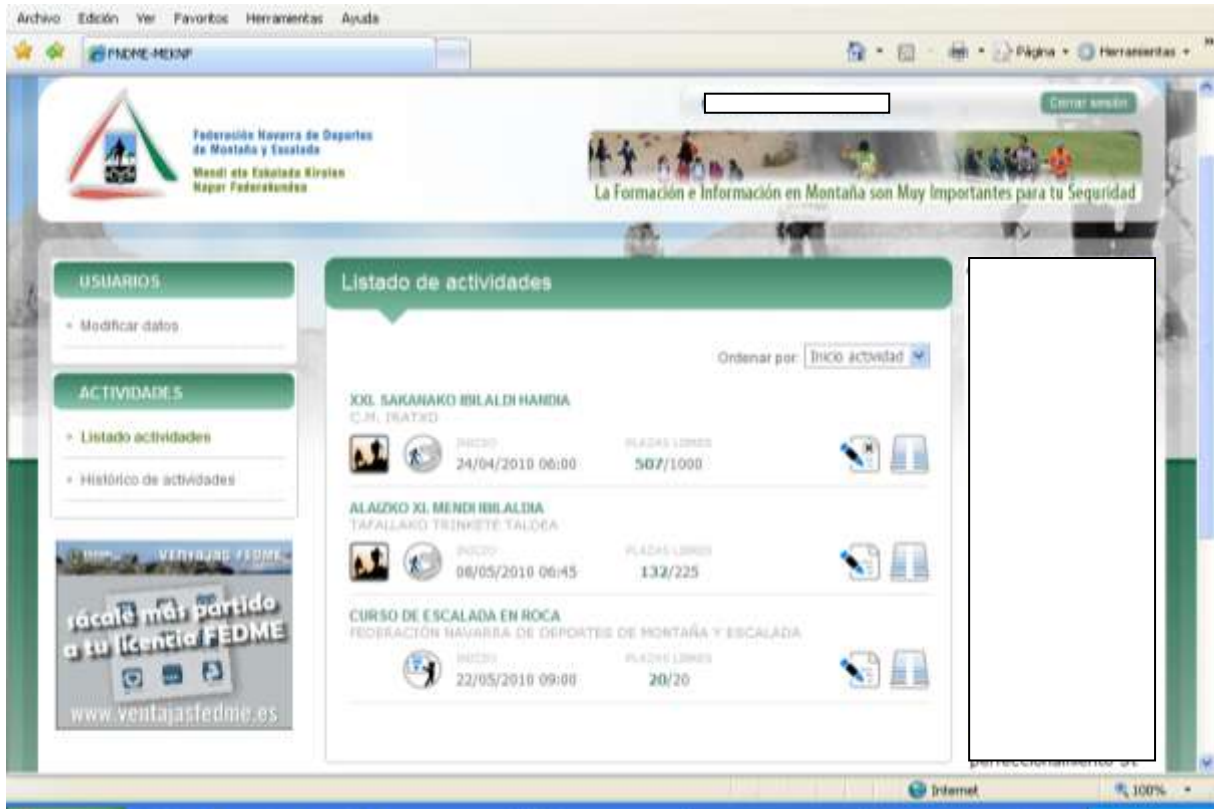 Archivo Edición Ver Favoritos Herramientas Ayuda
FNDME-MEKNF
Página Herramientas
Cerrar sesión
Federación Navarra de Deportes
de Montaña y Escalada
Mendi eta Eskalada Kirolen
Napar Federakundea
La Formación e Información en Montaña son Muy Importantes para tu Seguridad
USUARIOS
Modificar datos
ACTIVIDADES
Listado actividades
Histórico de actividades
VENTAJAS FEDME
sácale más partido
a tu licencia FEDME
www.ventajasfedme.es
Listado de actividades
Ordenar por: Inicio actividad
XXI. SAKANAKO IBILALDI HANDIA
C.M. IRATXO
INICIO PLAZAS LIBRES
24/04/2010 06:00 507/1000
ALAIZKO XI. MENDI IBILALDIA
TAFALLAKO TRINKETE TALDEA
INICIO PLAZAS LIBRES
08/05/2010 06:45 132/225
CURSO DE ESCALADA EN ROCA
FEDERACIÓN NAVARRA DE DEPORTES DE MONTAÑA Y ESCALADA
INICIO PLAZAS LIBRES
22/05/2010 09:00 20/20
Internet 100%